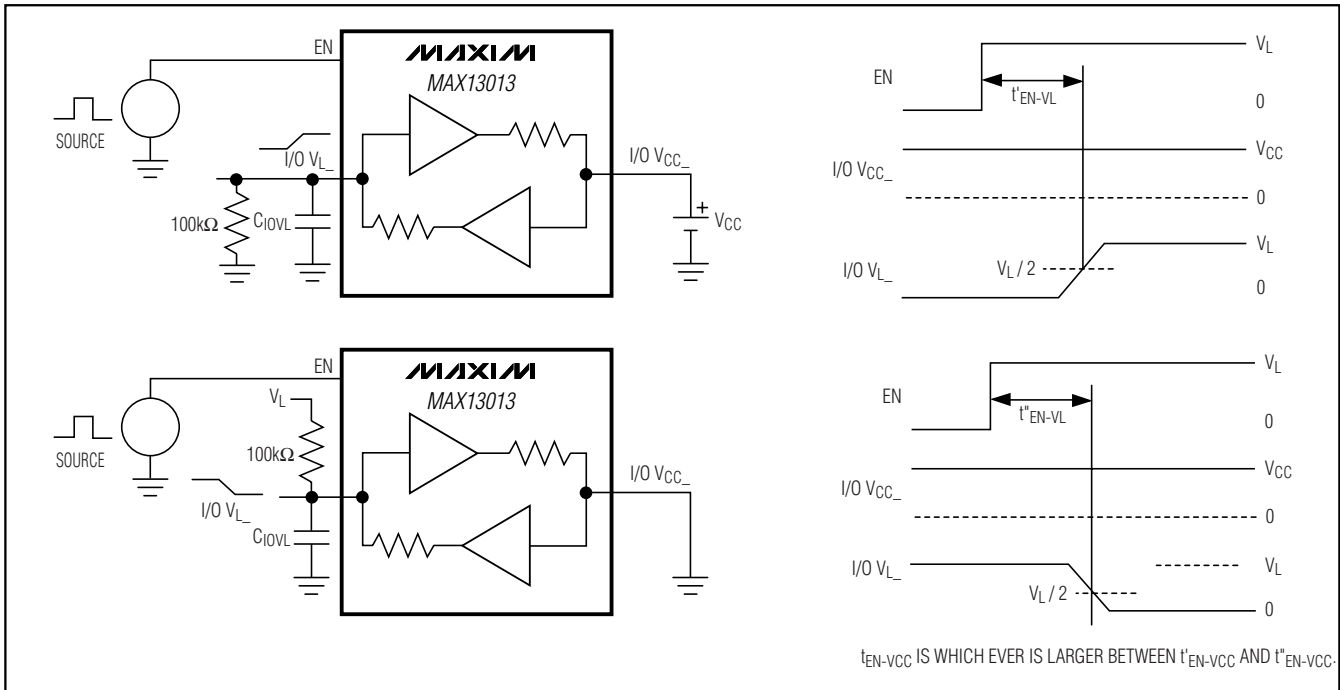 EN
MAXIM
MAX13013
SOURCE
I/O VL_
100kΩ
CIOVL
I/O VCC_
+
VCC
EN
VL
t'EN-VL
0
I/O VCC_
VCC
0
I/O VL_
VL / 2
VL
0
EN
MAXIM
MAX13013
SOURCE
VL
100kΩ
I/O VL_
CIOVL
I/O VCC_
EN
VL
t"EN-VL
0
I/O VCC_
VCC
0
I/O VL_
VL / 2
VL
0
tEN-VCC IS WHICH EVER IS LARGER BETWEEN t'EN-VCC AND t"EN-VCC.